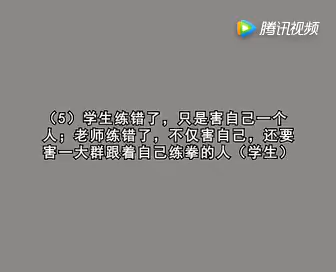 腾讯视频
（5）学生练错了，只是害自己一个
人；老师练错了，不仅害自己，还要
害一大群跟着自己练拳的人（学生）